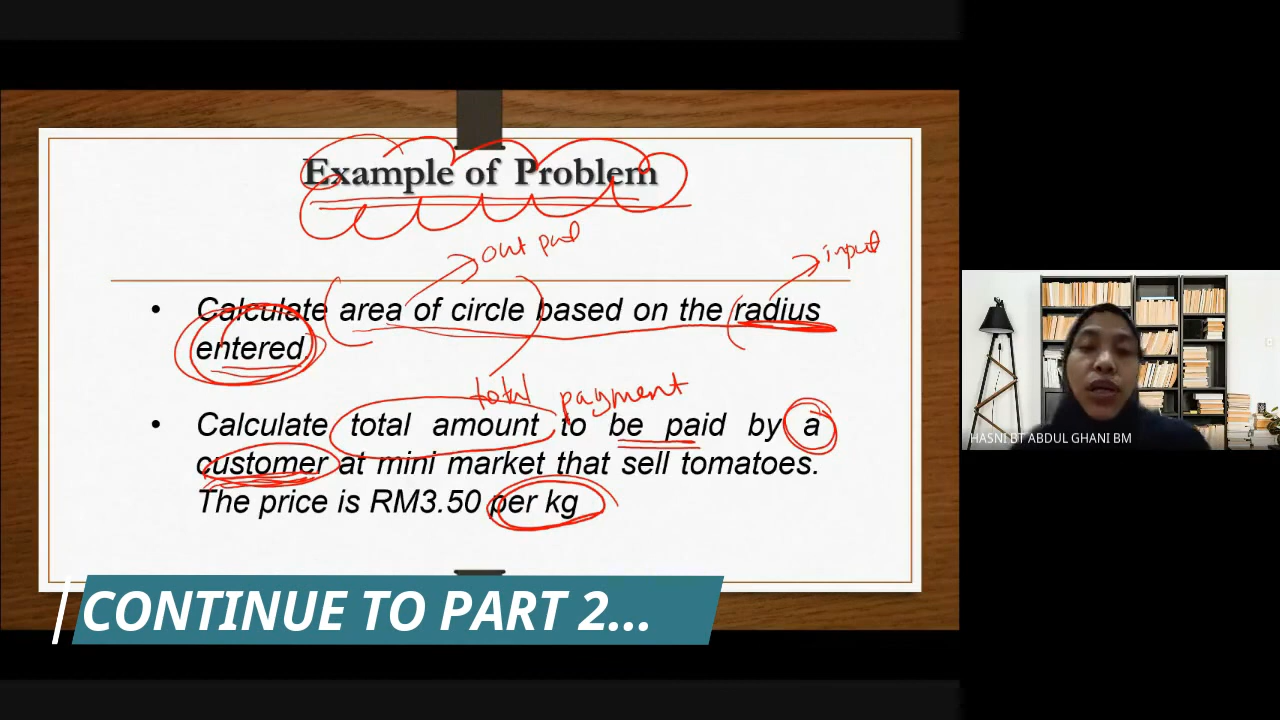 Example of Problem
out put
input
Calculate area of circle based on the radius
entered.
total payment
Calculate total amount to be paid by a
customer at mini market that sell tomatoes.
The price is RM3.50 per kg
HASNI BT ABDUL GHANI BM
CONTINUE TO PART 2...